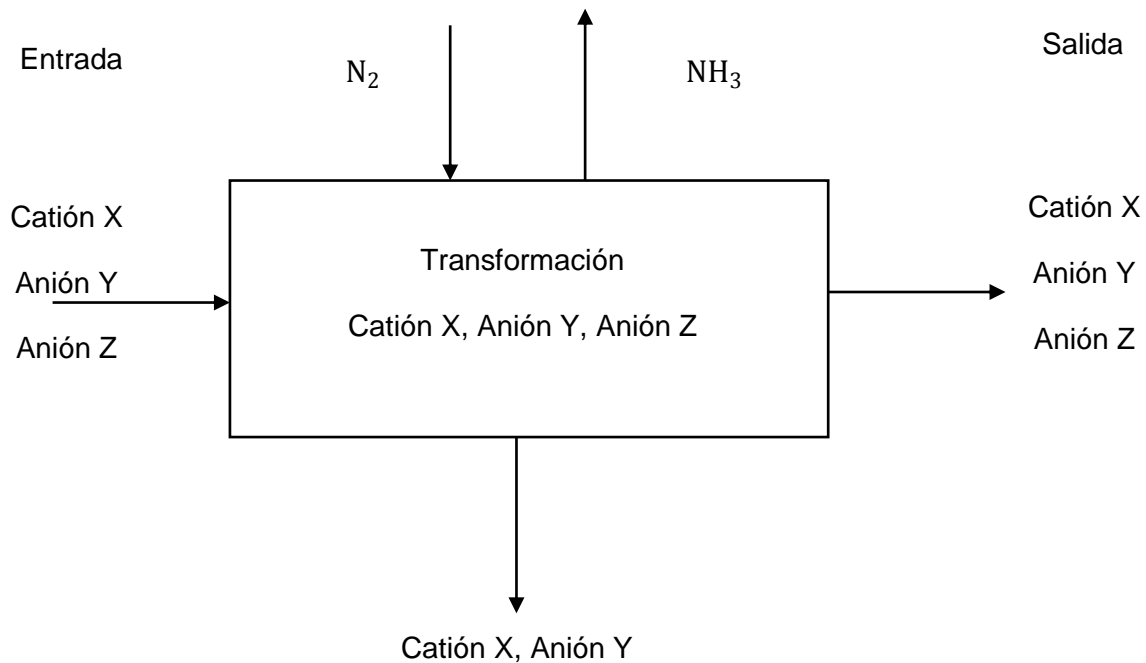 Entrada
N₂
NH₃
Salida
Catión X
Anión Y
Anión Z
Transformación
Catión X, Anión Y, Anión Z
Catión X
Anión Y
Anión Z
Catión X, Anión Y